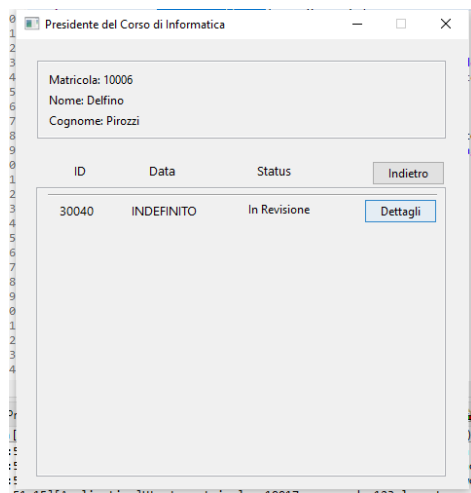 Presidente del Corso di Informatica
Matricola: 10006
Nome: Delfino
Cognome: Pirozzi
ID Data Status Indietro
30040 INDEFINITO In Revisione Dettagli